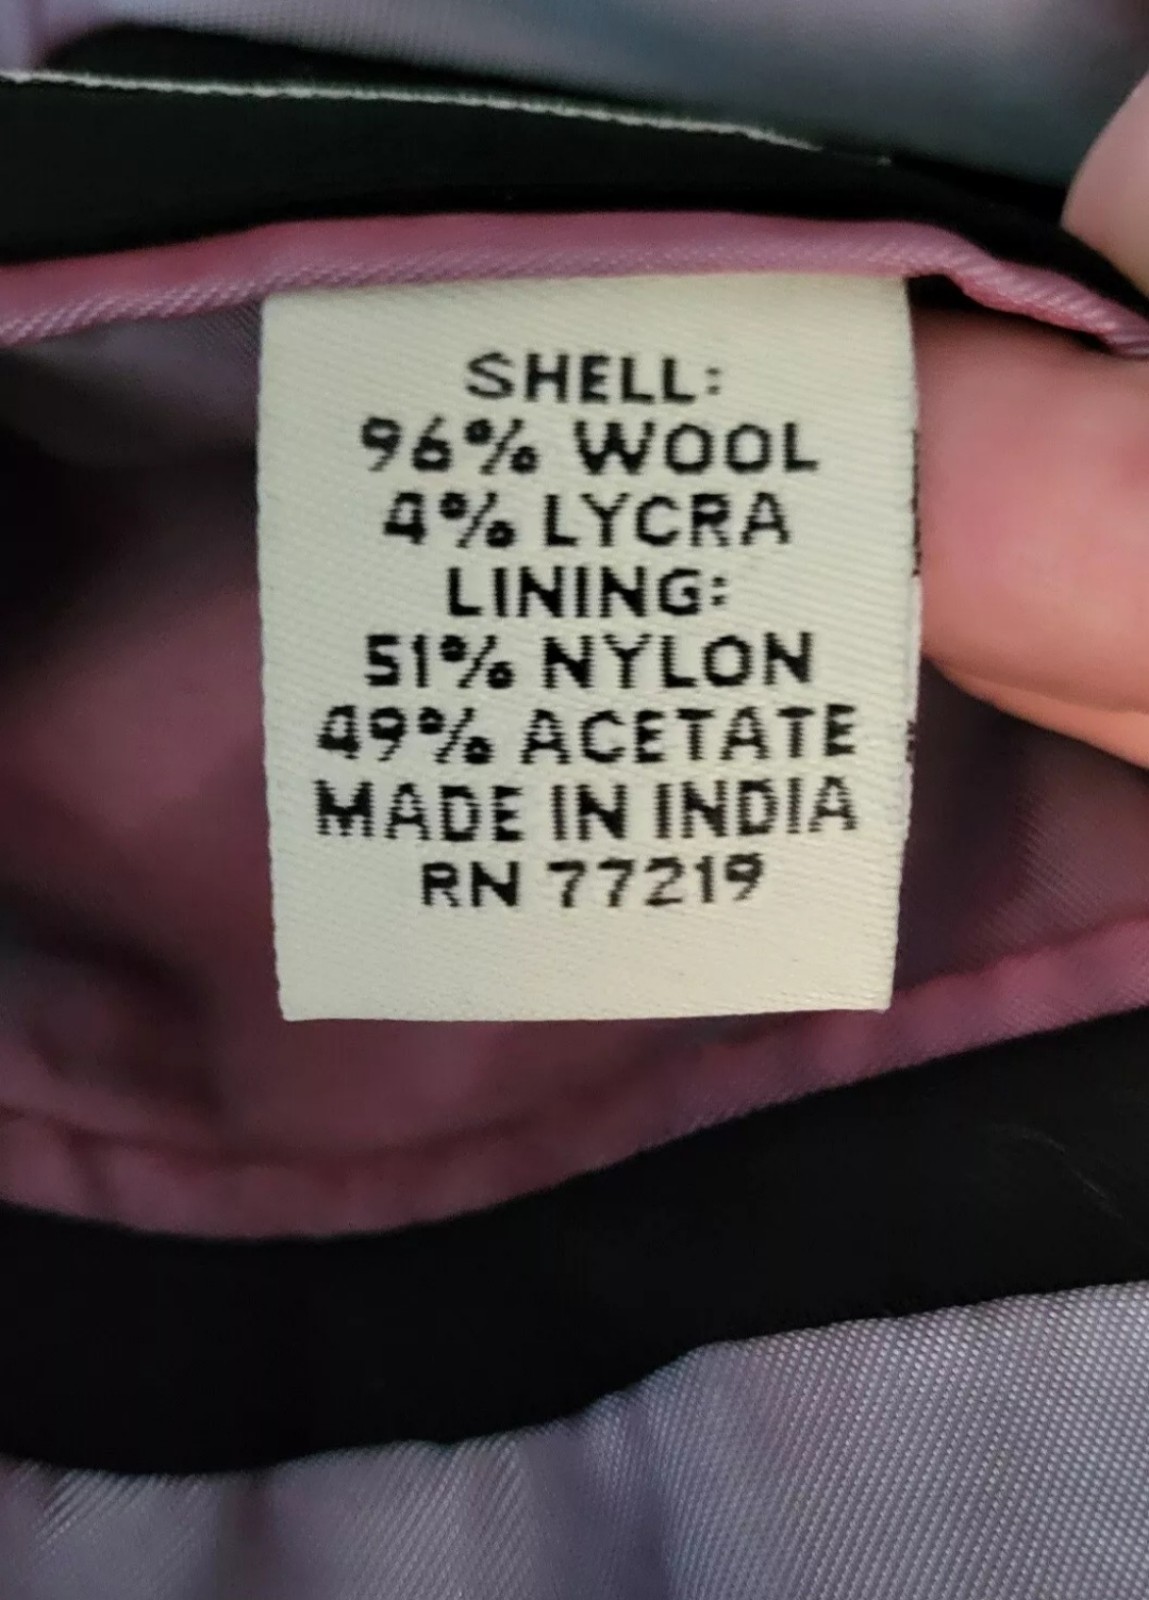 SHELL:
96% WOOL
4% LYCRA
LINING:
51% NYLON
49% ACETATE
MADE IN INDIA
RN 77219